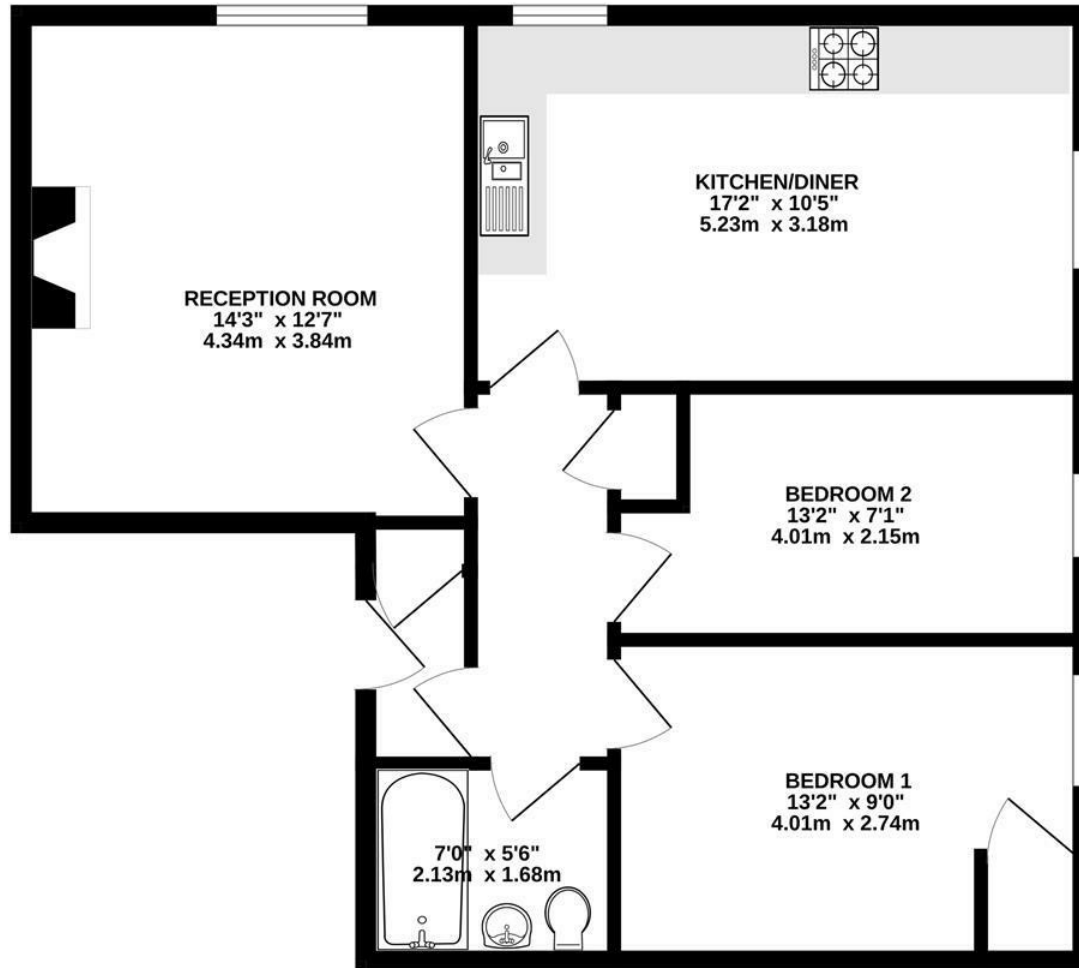 KITCHEN/DINER
17'2" x 10'5"
5.23m x 3.18m
RECEPTION ROOM
14'3" x 12'7"
4.34m x 3.84m
BEDROOM 2
13'2" x 7'1"
4.01m x 2.15m
BEDROOM 1
13'2" x 9'0"
4.01m x 2.74m
7'0" x 5'6"
2.13m x 1.68m